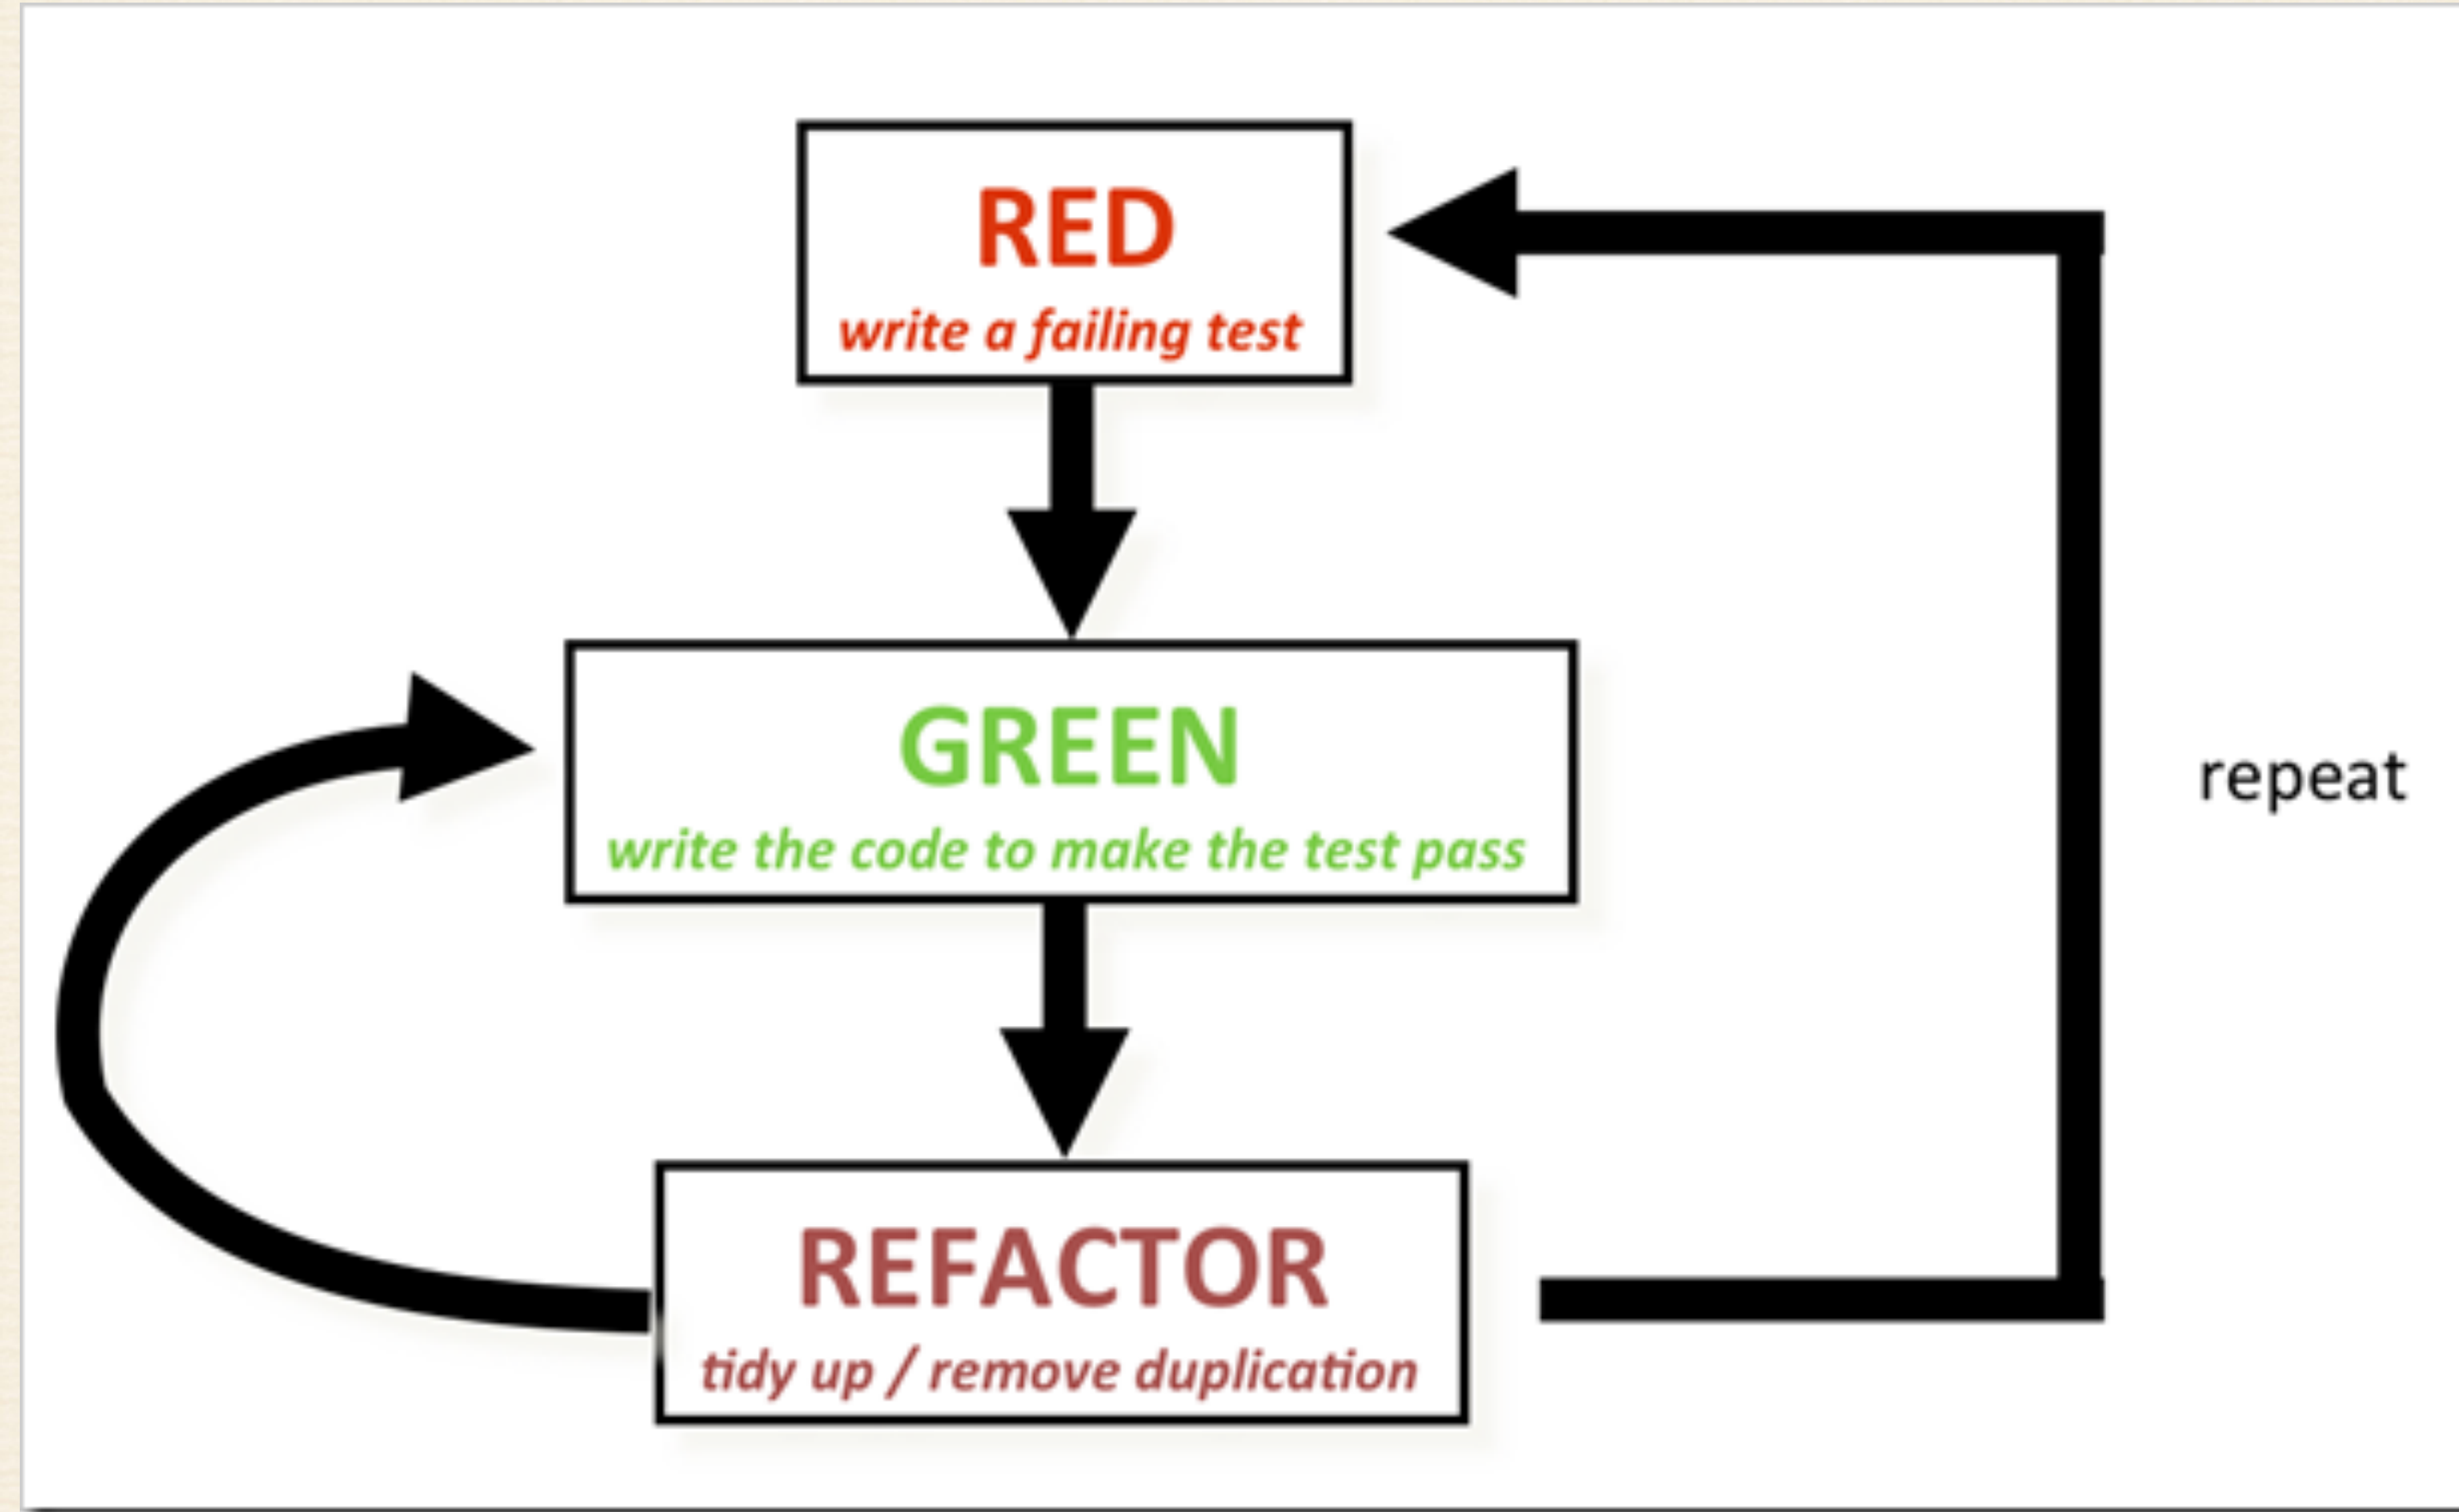 RED
write a failing test
GREEN
write the code to make the test pass
repeat
REFACTOR
tidy up / remove duplication